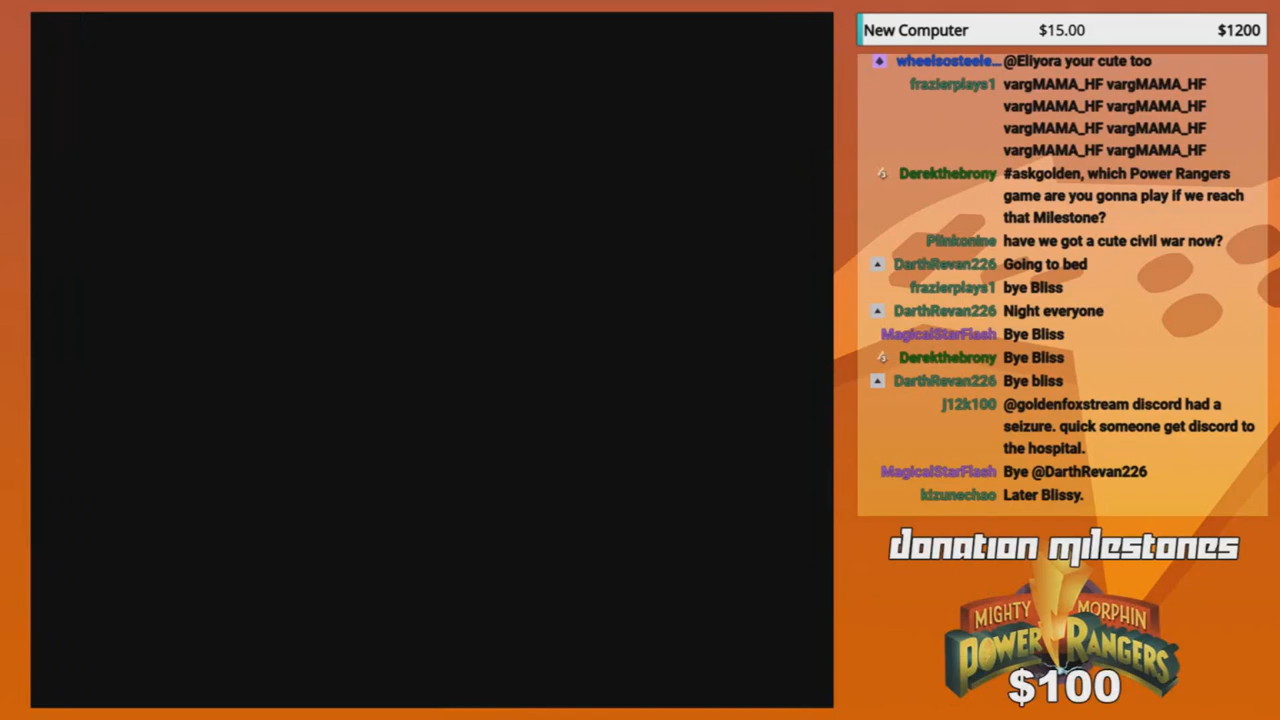 New Computer $15.00 $1200
wheelsosteele... @Eliyora your cute too
frazierplays1 vargMAMA_HF vargMAMA_HF
vargMAMA_HF vargMAMA_HF
vargMAMA_HF vargMAMA_HF
vargMAMA_HF vargMAMA_HF
Derekthebrony #askgolden, which Power Rangers
game are you gonna play if we reach
that Milestone?
Plinkonine have we got a cute civil war now?
DarthRevan226 Going to bed
frazierplays1 bye Bliss
DarthRevan226 Night everyone
MagicalStarFlash Bye Bliss
Derekthebrony Bye Bliss
DarthRevan226 Bye bliss
j12k100 @goldenfoxstream discord had a
seizure. quick someone get discord to
the hospital.
MagicalStarFlash Bye @DarthRevan226
kizunechao Later Blissy.
donation milestones
MIGHTY MORPHIN
POWER RANGERS
$100